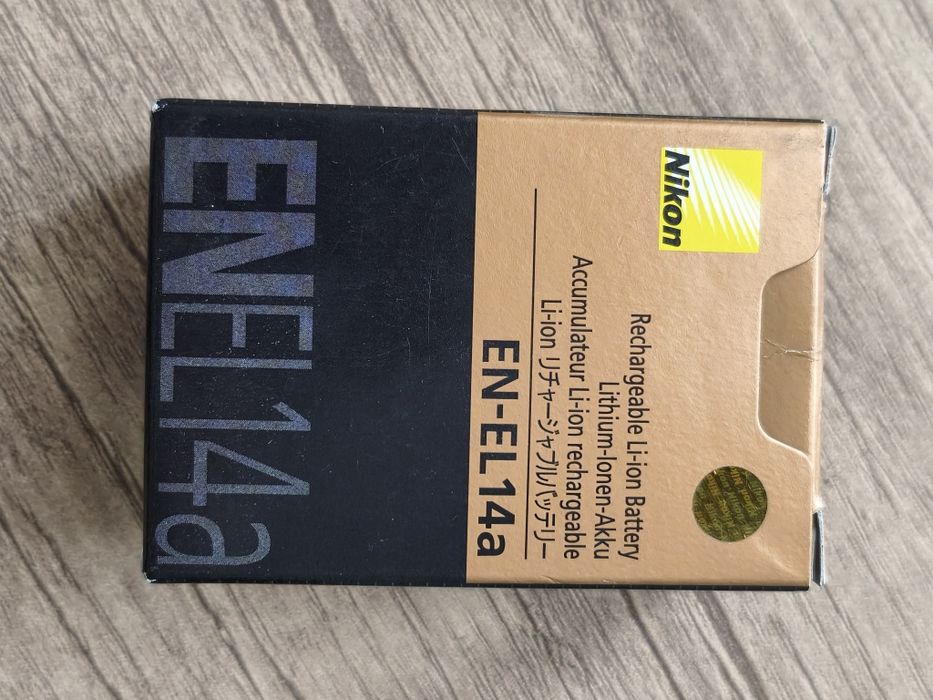 Nikon
Rechargeable Li-ion Battery
Lithium-Ionen-Akku
Accumulateur Li-ion rechargeable
Li-ion リチャージャブルバッテリー
EN-EL14a
ENEL14a